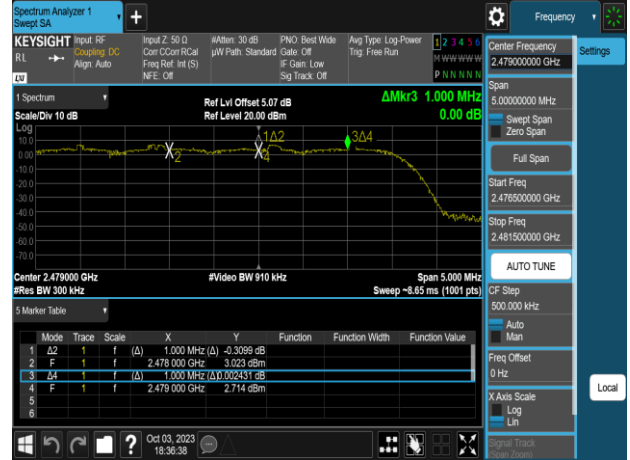 Spectrum Analyzer 1
Swept SA
+
Frequency
KEYSIGHT Input: RF Input Z: 50 Ω #Atten: 30 dB PNO: Best Wide Avg Type: Log-Power 1 2 3 4 5 6
RL Coupling: DC Corr CCorr RCal µW Path: Standard Gate: Off Trig: Free Run M W W W W W
Align: Auto Freq Ref: Int (S) IF Gain: Low
LXI NFE: Off Sig Track: Off P N N N N N
1 Spectrum
Ref Lvl Offset 5.07 dB ΔMkr3 1.000 MHz
Scale/Div 10 dB Ref Level 20.00 dBm 0.00 dB
Log
10.0
0.00
-10.0
-20.0
-30.0
-40.0
-50.0
-60.0
-70.0
1Δ2
3Δ4
2
4
Center 2.479000 GHz #Video BW 910 kHz Span 5.000 MHz
#Res BW 300 kHz Sweep ~8.65 ms (1001 pts)
5 Marker Table
Mode Trace Scale X Y Function Function Width Function Value
1 Δ2 1 f (Δ) 1.000 MHz (Δ) -0.3099 dB
2 F 1 f 2.478 000 GHz 3.023 dBm
3 Δ4 1 f (Δ) 1.000 MHz (Δ) 0.002431 dB
4 F 1 f 2.479 000 GHz 2.714 dBm
5
6
Oct 03, 2023
18:36:38
?
Center Frequency
2.479000000 GHz
Settings
Span
5.00000000 MHz
Swept Span
Zero Span
Full Span
Start Freq
2.476500000 GHz
Stop Freq
2.481500000 GHz
AUTO TUNE
CF Step
500.000 kHz
Auto
Man
Freq Offset
0 Hz
X Axis Scale
Log
Lin
Local
Signal Track
(Span Zoom)